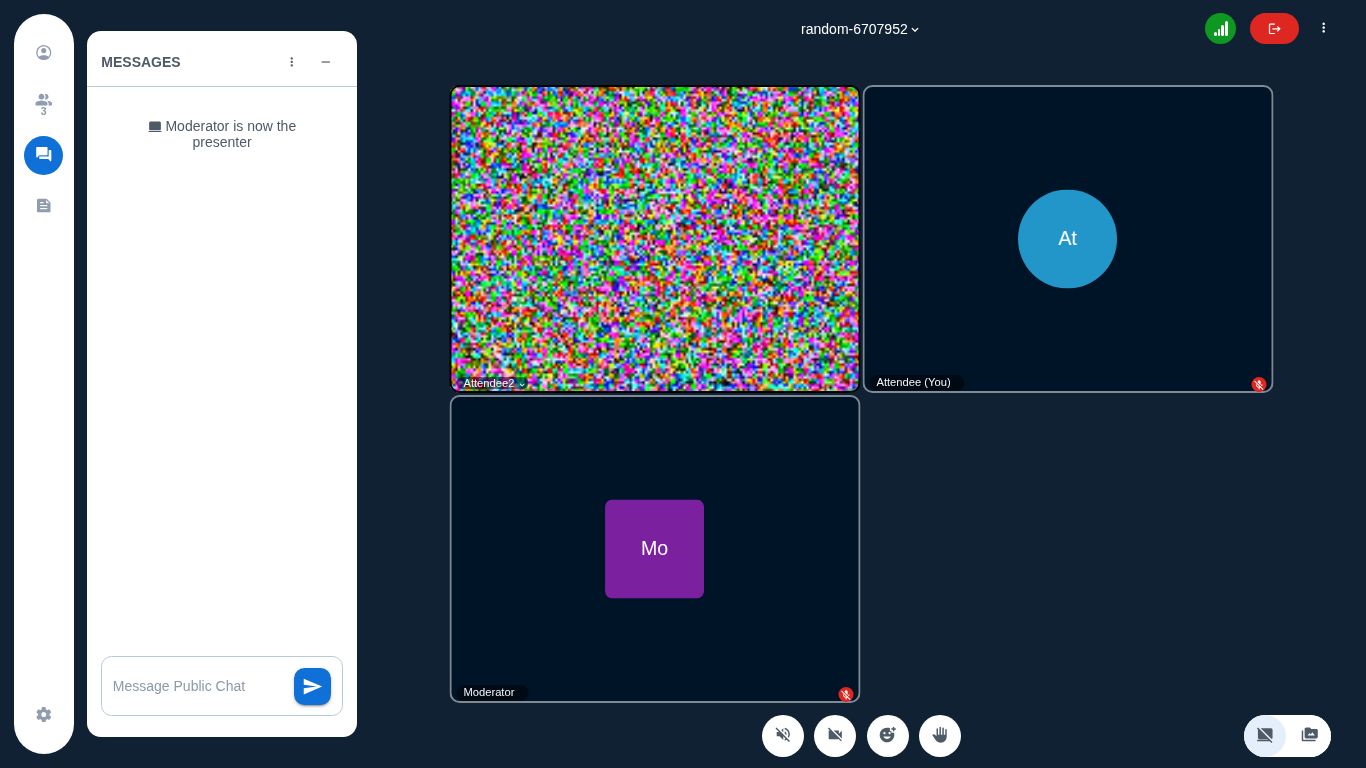 random-6707952
MESSAGES
3
Moderator is now the
presenter
Message Public Chat
Attendee2
At
Attendee (You)
Mo
Moderator